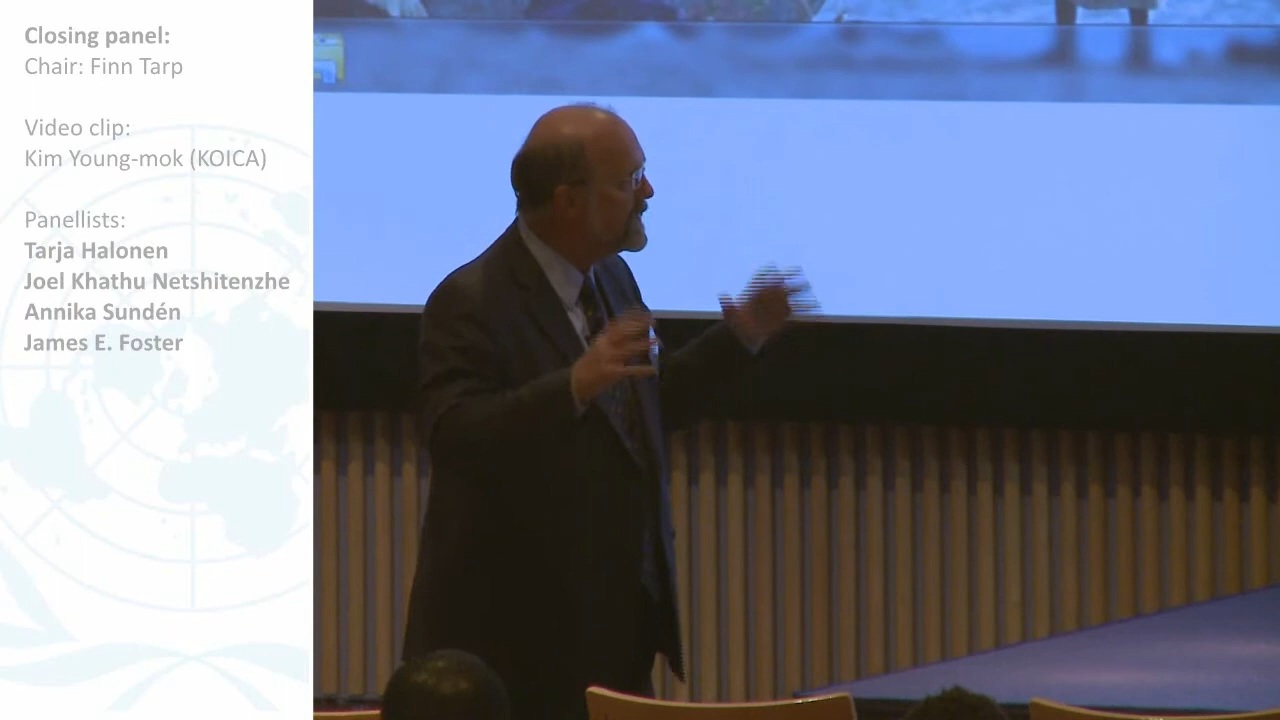 Closing panel:
Chair: Finn Tarp
Video clip:
Kim Young-mok (KOICA)
Panellists:
Tarja Halonen
Joel Khathu Netshitenzhe
Annika Sundén
James E. Foster